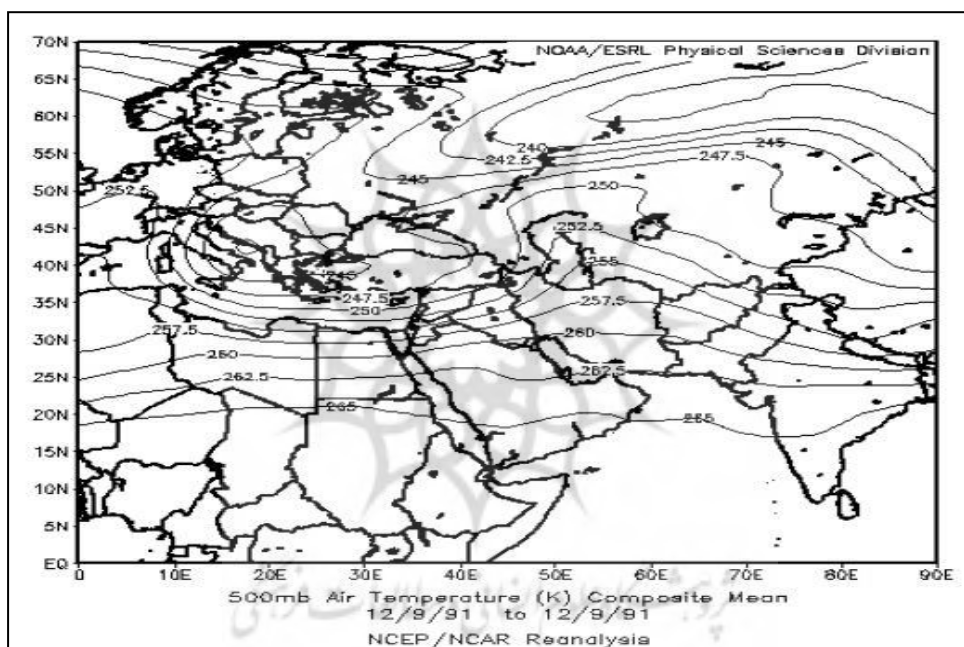 70N
NOAA/ESRL Physical Sciences Division
65N
60N
55N
240
245
242.5
247.5
50N
252.5
245
250
45N
252.5
40N
255
35N
247.5
257.5
250
30N
257.5
260
260
25N
262.5
262.5
20N
265
265
15N
10N
5N
EQ
0 10E 20E 30E 40E 50E 60E 70E 80E 90E
500mb Air Temperature (K) Composite Mean
12/9/91 to 12/9/91
NCEP/NCAR Reanalysis